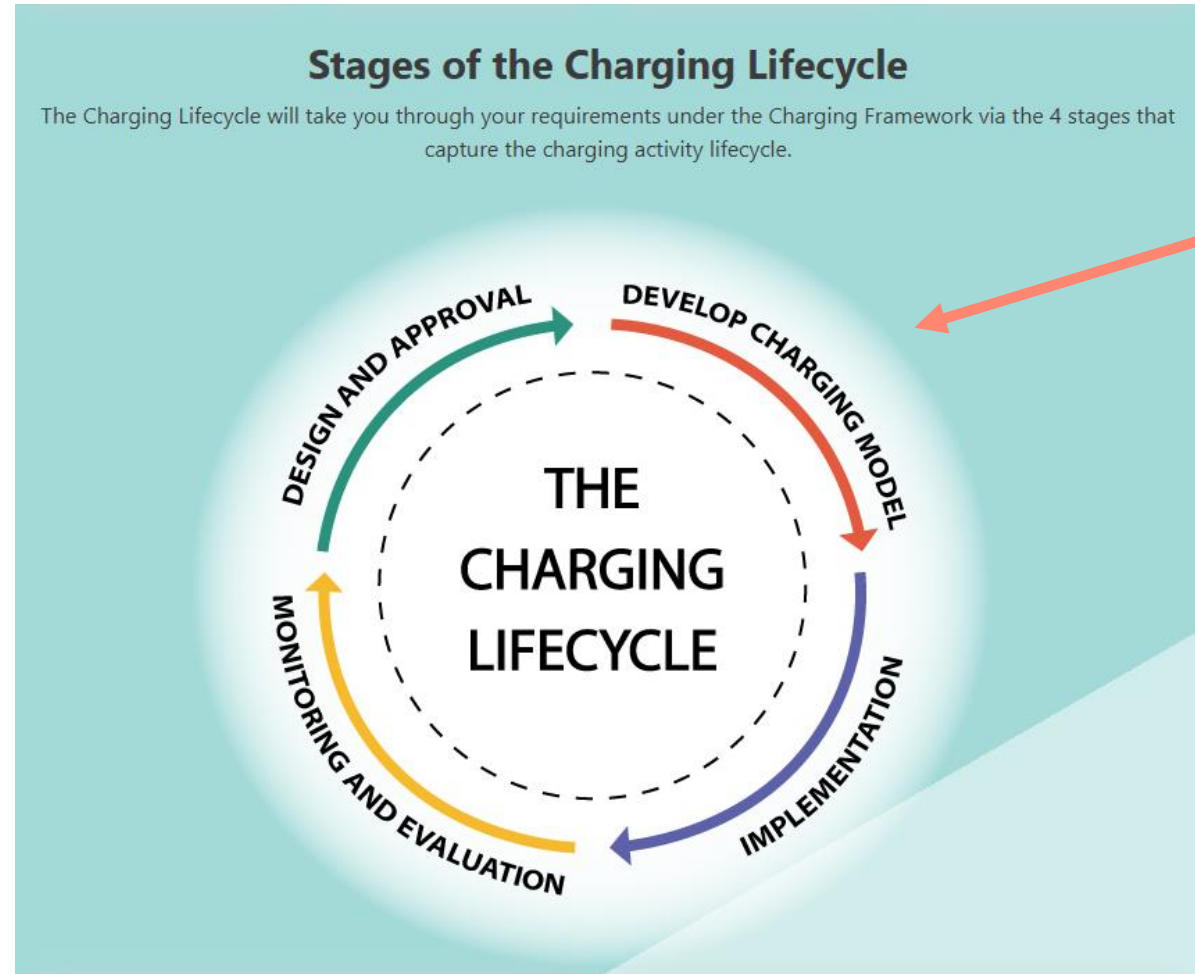 Stages of the Charging Lifecycle
The Charging Lifecycle will take you through your requirements under the Charging Framework via the 4 stages that
capture the charging activity lifecycle.
DESIGN AND APPROVAL
DEVELOP CHARGING MODEL
THE
CHARGING
LIFECYCLE
MONITORING AND EVALUATION
IMPLEMENTATION